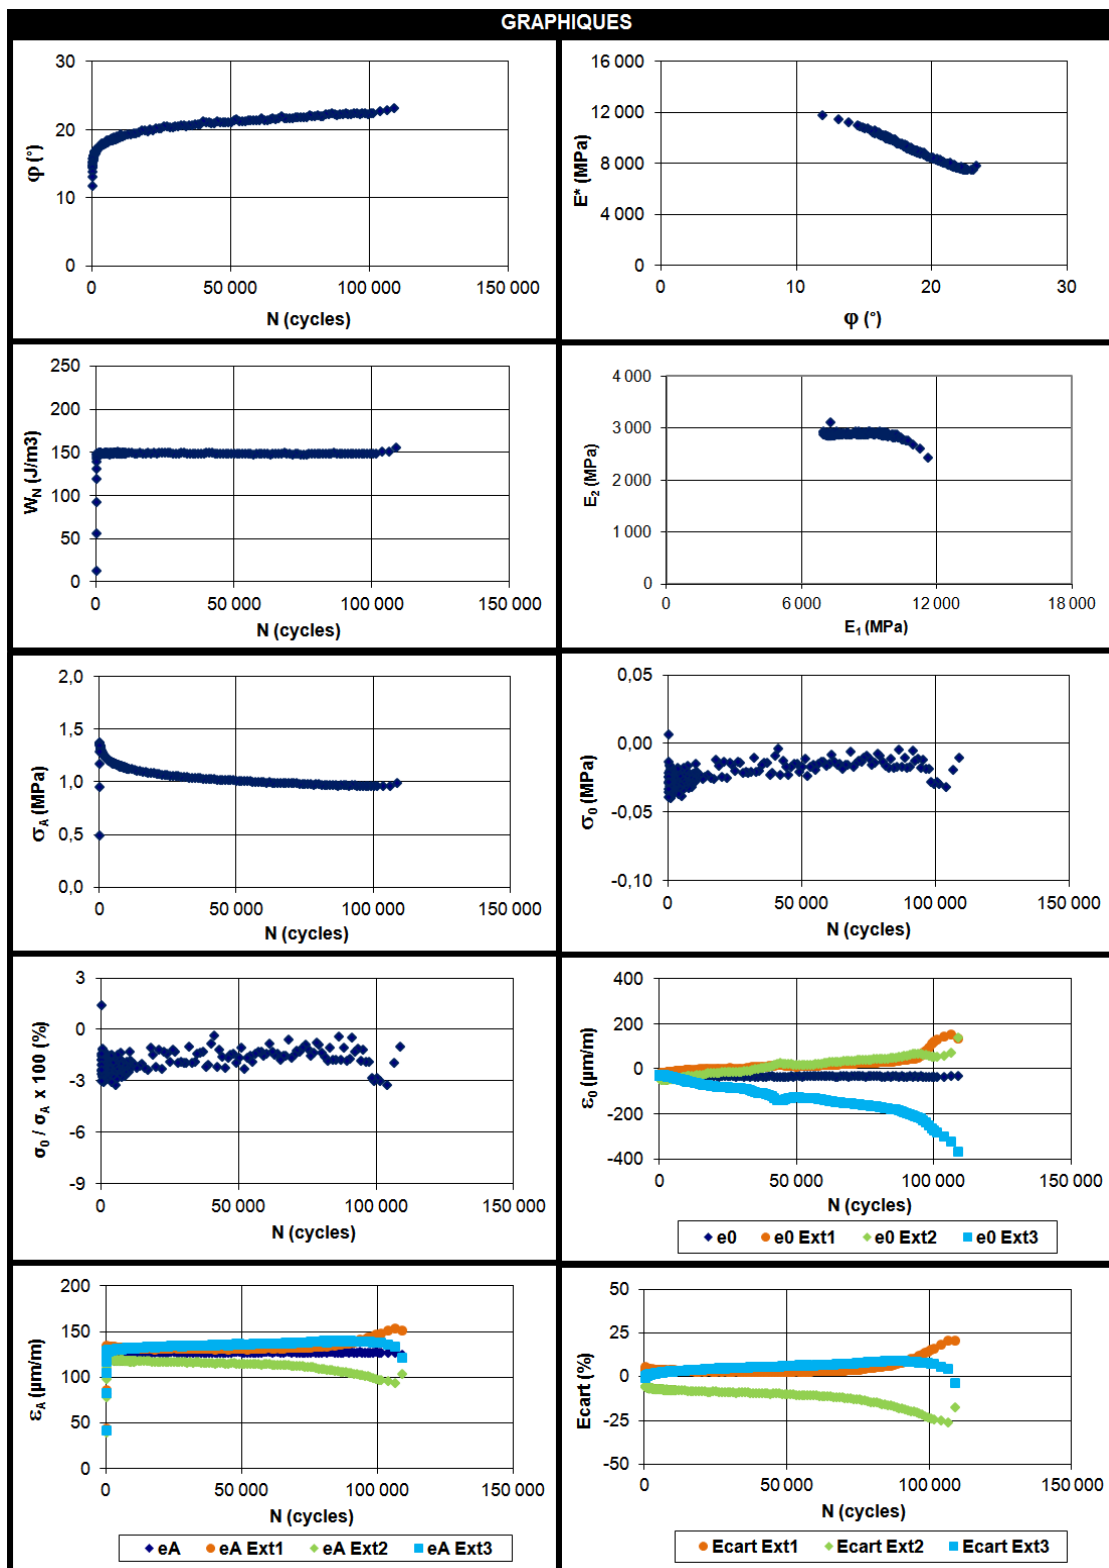 GRAPHIQUES
30
20
10
0
φ (°)
0 50 000 100 000 150 000
N (cycles)
16 000
12 000
8 000
4 000
0
E* (MPa)
0 10 20 30
φ (°)
250
200
150
100
50
0
W_N (J/m3)
0 50 000 100 000 150 000
N (cycles)
4 000
3 000
2 000
1 000
0
E₂ (MPa)
0 6 000 12 000 18 000
E₁ (MPa)
2,0
1,5
1,0
0,5
0,0
σ_A (MPa)
0 50 000 100 000 150 000
N (cycles)
0,05
0,00
-0,05
-0,10
σ₀ (MPa)
0 50 000 100 000 150 000
N (cycles)
3
0
-3
-6
-9
σ₀ / σ_A x 100 (%)
0 50 000 100 000 150 000
N (cycles)
400
200
0
-200
-400
ε₀ (µm/m)
0 50 000 100 000 150 000
N (cycles)
e0 e0 Ext1 e0 Ext2 e0 Ext3
200
150
100
50
0
ε_A (µm/m)
0 50 000 100 000 150 000
N (cycles)
eA eA Ext1 eA Ext2 eA Ext3
50
25
0
-25
-50
Ecart (%)
0 50 000 100 000 150 000
N (cycles)
Ecart Ext1 Ecart Ext2 Ecart Ext3